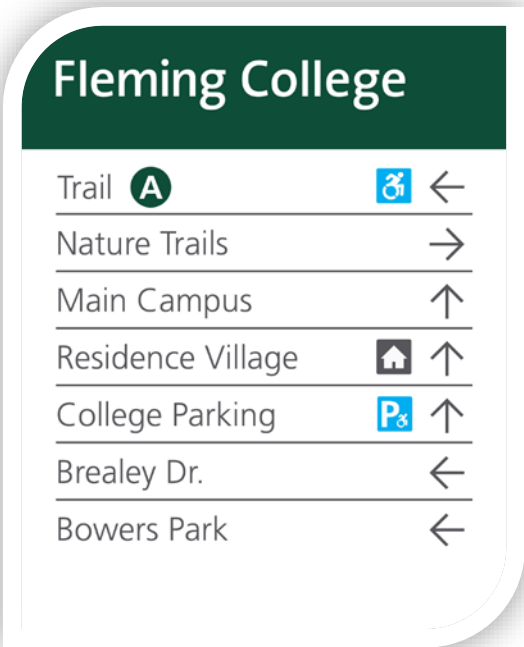 Fleming College
Trail A ←
Nature Trails →
Main Campus ↑
Residence Village ↑
College Parking P ↑
Brealey Dr. ←
Bowers Park ←